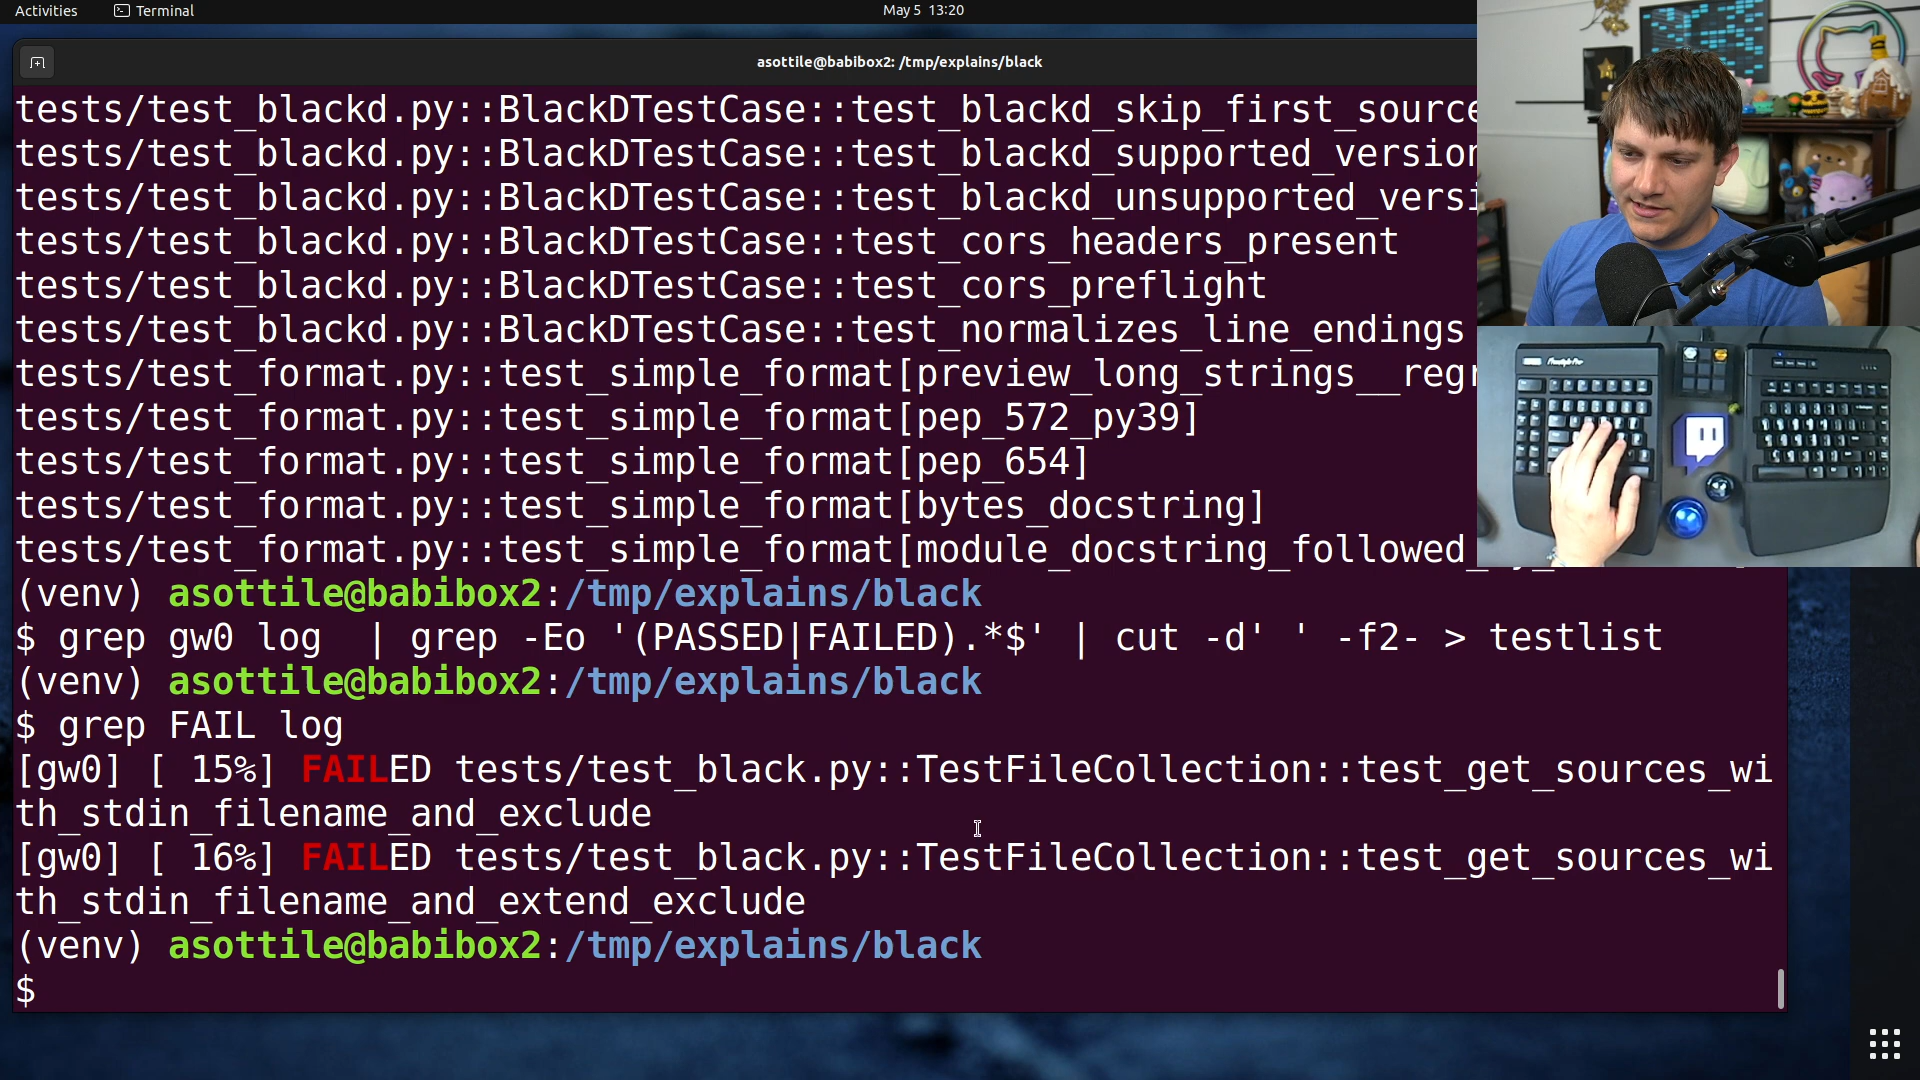 Activities Terminal May 5 13:20
asottile@babibox2: /tmp/explains/black
tests/test_blackd.py::BlackDTestCase::test_blackd_skip_first_source
tests/test_blackd.py::BlackDTestCase::test_blackd_supported_version
tests/test_blackd.py::BlackDTestCase::test_blackd_unsupported_versi
tests/test_blackd.py::BlackDTestCase::test_cors_headers_present
tests/test_blackd.py::BlackDTestCase::test_cors_preflight
tests/test_blackd.py::BlackDTestCase::test_normalizes_line_endings
tests/test_format.py::test_simple_format[preview_long_strings__regr
tests/test_format.py::test_simple_format[pep_572_py39]
tests/test_format.py::test_simple_format[pep_654]
tests/test_format.py::test_simple_format[bytes_docstring]
tests/test_format.py::test_simple_format[module_docstring_followed
(venv) asottile@babibox2:/tmp/explains/black
$ grep gw0 log  | grep -Eo '(PASSED|FAILED).*$' | cut -d' ' -f2- > testlist
(venv) asottile@babibox2:/tmp/explains/black
$ grep FAIL log
[gw0] [ 15%] FAILED tests/test_black.py::TestFileCollection::test_get_sources_wi
th_stdin_filename_and_exclude
[gw0] [ 16%] FAILED tests/test_black.py::TestFileCollection::test_get_sources_wi
th_stdin_filename_and_extend_exclude
(venv) asottile@babibox2:/tmp/explains/black
$